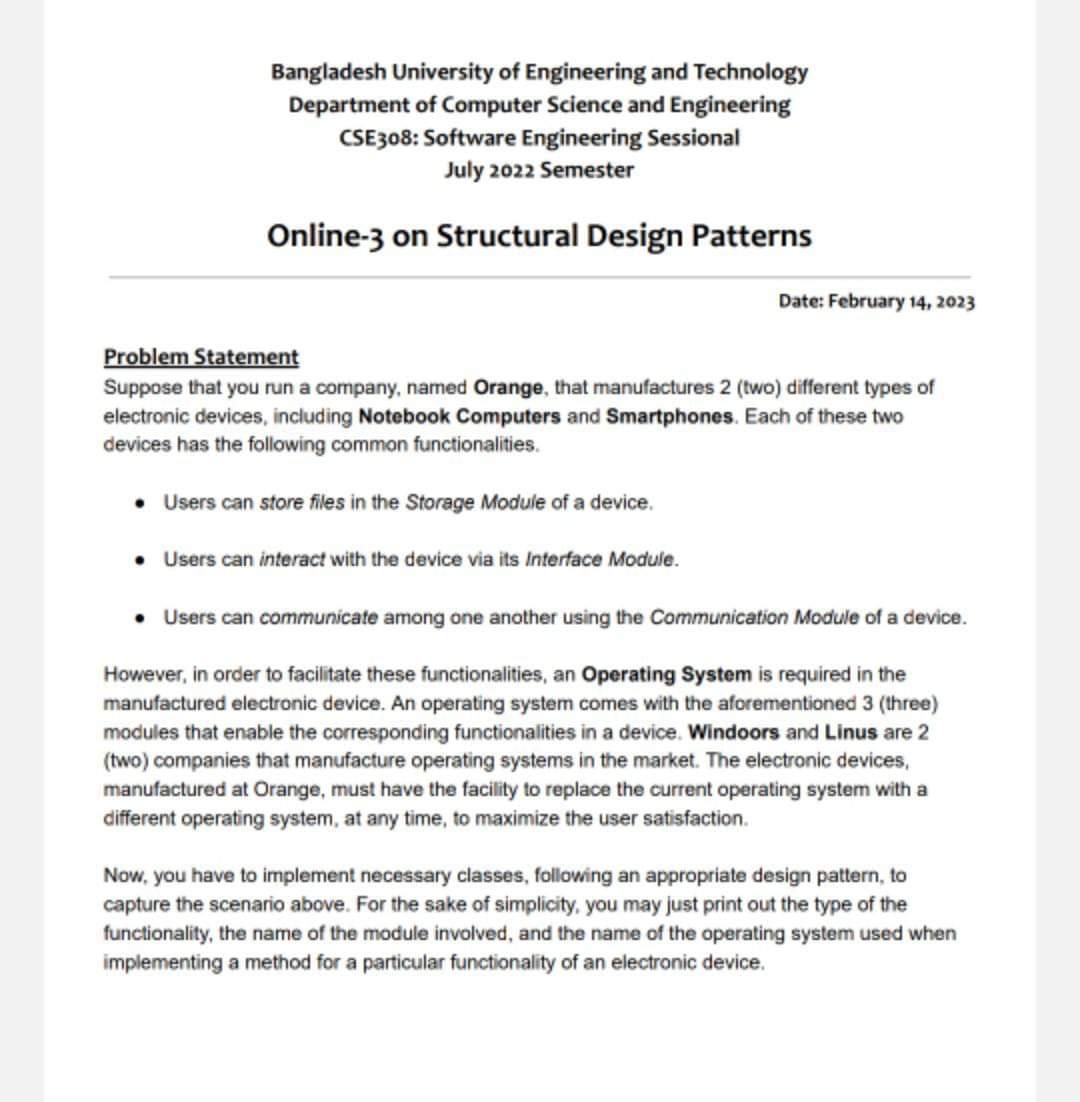 Bangladesh University of Engineering and Technology
Department of Computer Science and Engineering
CSE308: Software Engineering Sessional
July 2022 Semester
Online-3 on Structural Design Patterns
Date: February 14, 2023
Problem Statement
Suppose that you run a company, named Orange, that manufactures 2 (two) different types of
electronic devices, including Notebook Computers and Smartphones. Each of these two
devices has the following common functionalities.
● Users can store files in the Storage Module of a device.
● Users can interact with the device via its Interface Module.
● Users can communicate among one another using the Communication Module of a device.
However, in order to facilitate these functionalities, an Operating System is required in the
manufactured electronic device. An operating system comes with the aforementioned 3 (three)
modules that enable the corresponding functionalities in a device. Windoors and Linus are 2
(two) companies that manufacture operating systems in the market. The electronic devices,
manufactured at Orange, must have the facility to replace the current operating system with a
different operating system, at any time, to maximize the user satisfaction.
Now, you have to implement necessary classes, following an appropriate design pattern, to
capture the scenario above. For the sake of simplicity, you may just print out the type of the
functionality, the name of the module involved, and the name of the operating system used when
implementing a method for a particular functionality of an electronic device.